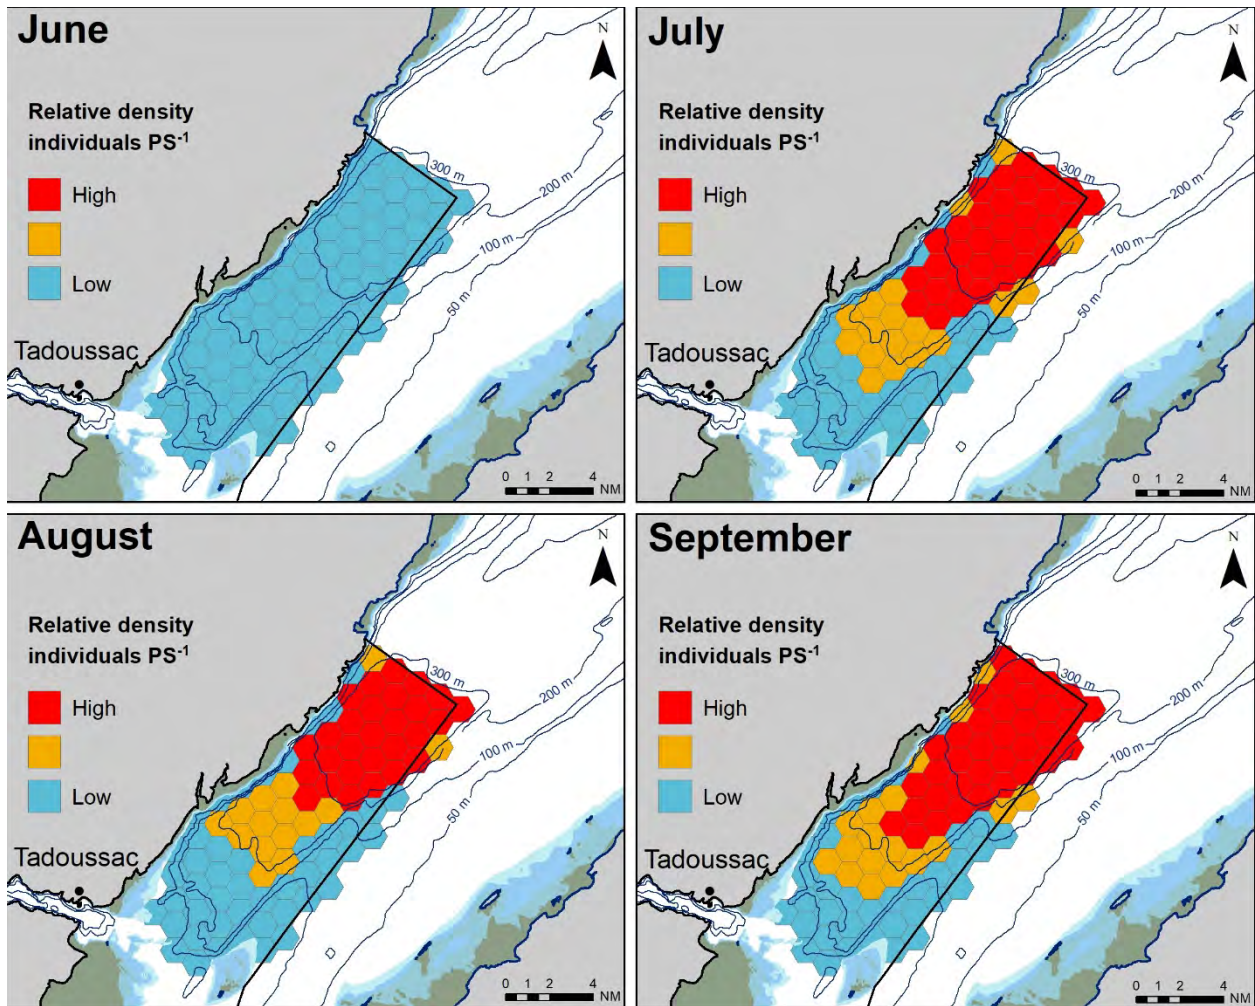 June
N
Relative density
individuals PS⁻¹
High
Low
300 m
200 m
100 m
50 m
Tadoussac
0 1 2 4
NM
July
N
Relative density
individuals PS⁻¹
High
Low
300 m
200 m
100 m
50 m
Tadoussac
0 1 2 4
NM
August
N
Relative density
individuals PS⁻¹
High
Low
300 m
200 m
100 m
50 m
Tadoussac
0 1 2 4
NM
September
N
Relative density
individuals PS⁻¹
High
Low
300 m
200 m
100 m
50 m
Tadoussac
0 1 2 4
NM